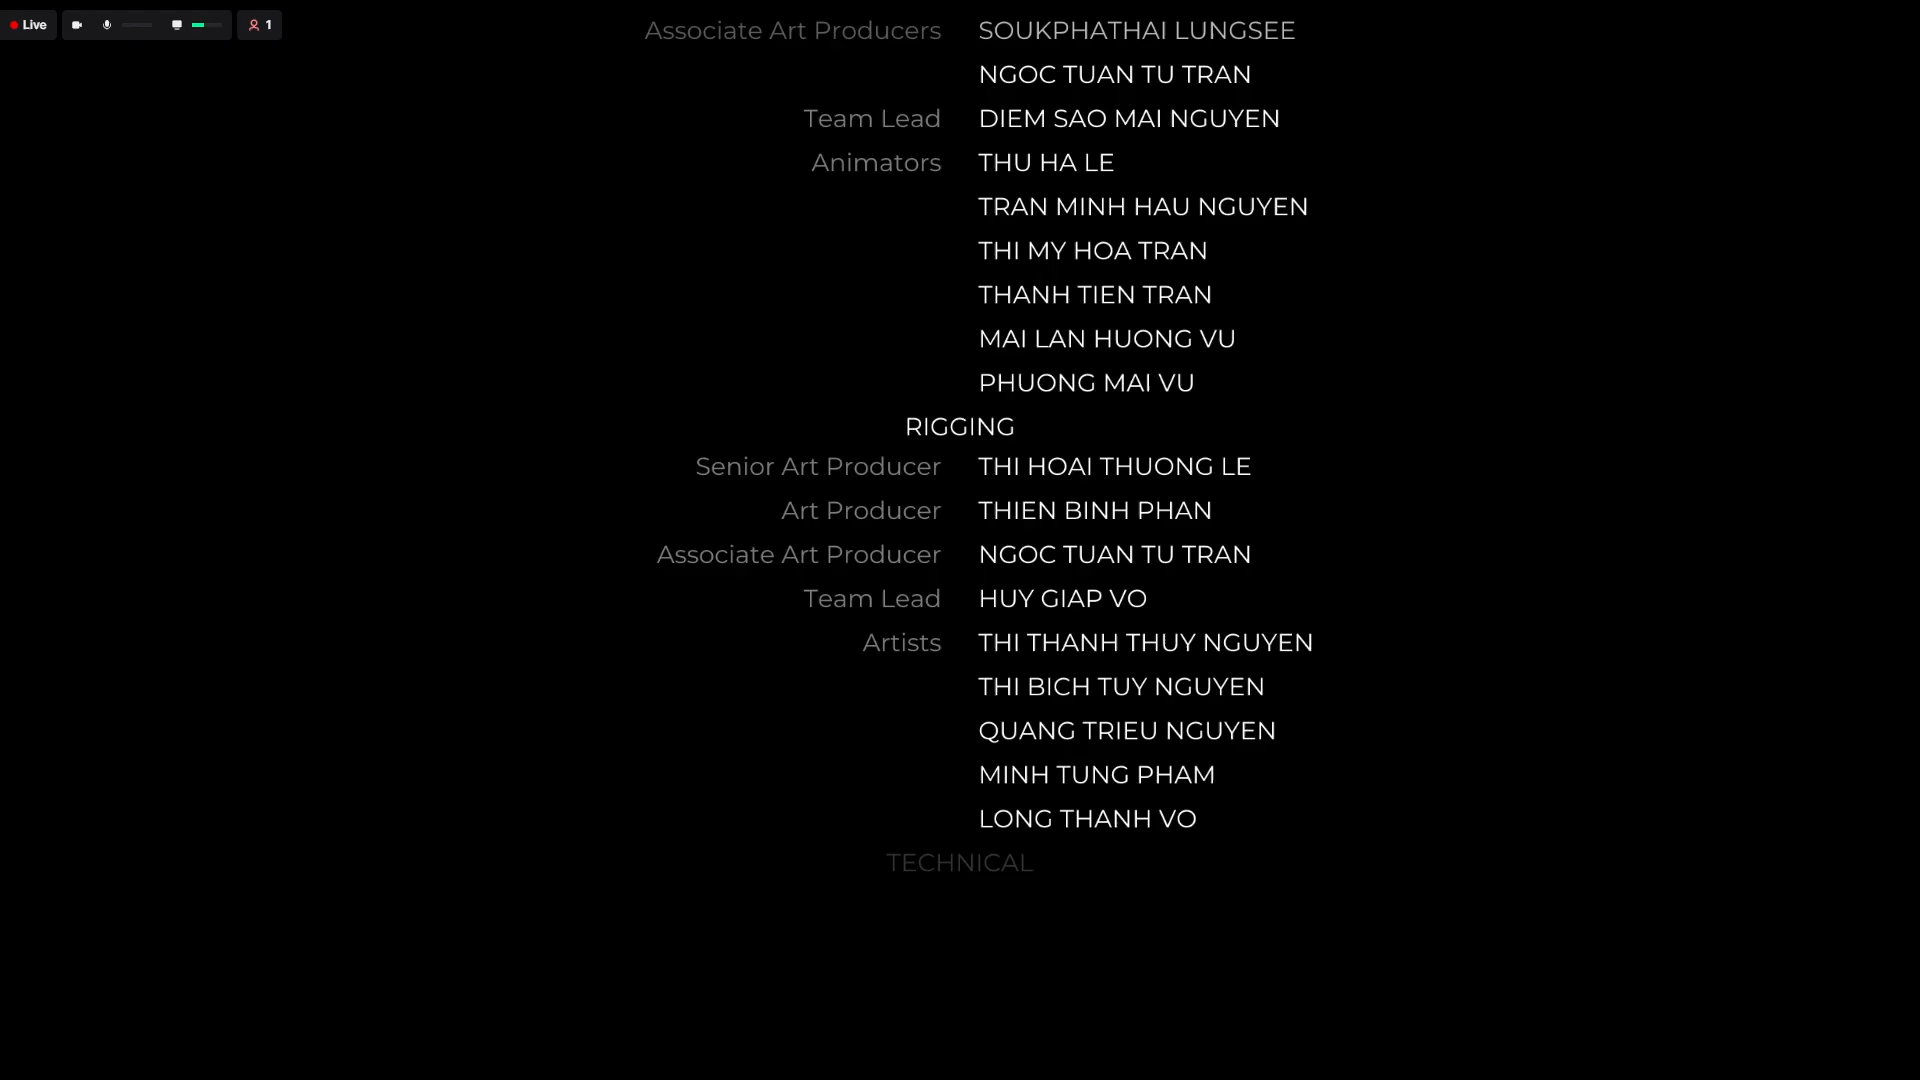 Live
1
Associate Art Producers SOUKPHATHAI LUNGSEE
NGOC TUAN TU TRAN
Team Lead DIEM SAO MAI NGUYEN
Animators THU HA LE
TRAN MINH HAU NGUYEN
THI MY HOA TRAN
THANH TIEN TRAN
MAI LAN HUONG VU
PHUONG MAI VU
RIGGING
Senior Art Producer THI HOAI THUONG LE
Art Producer THIEN BINH PHAN
Associate Art Producer NGOC TUAN TU TRAN
Team Lead HUY GIAP VO
Artists THI THANH THUY NGUYEN
THI BICH TUY NGUYEN
QUANG TRIEU NGUYEN
MINH TUNG PHAM
LONG THANH VO
TECHNICAL